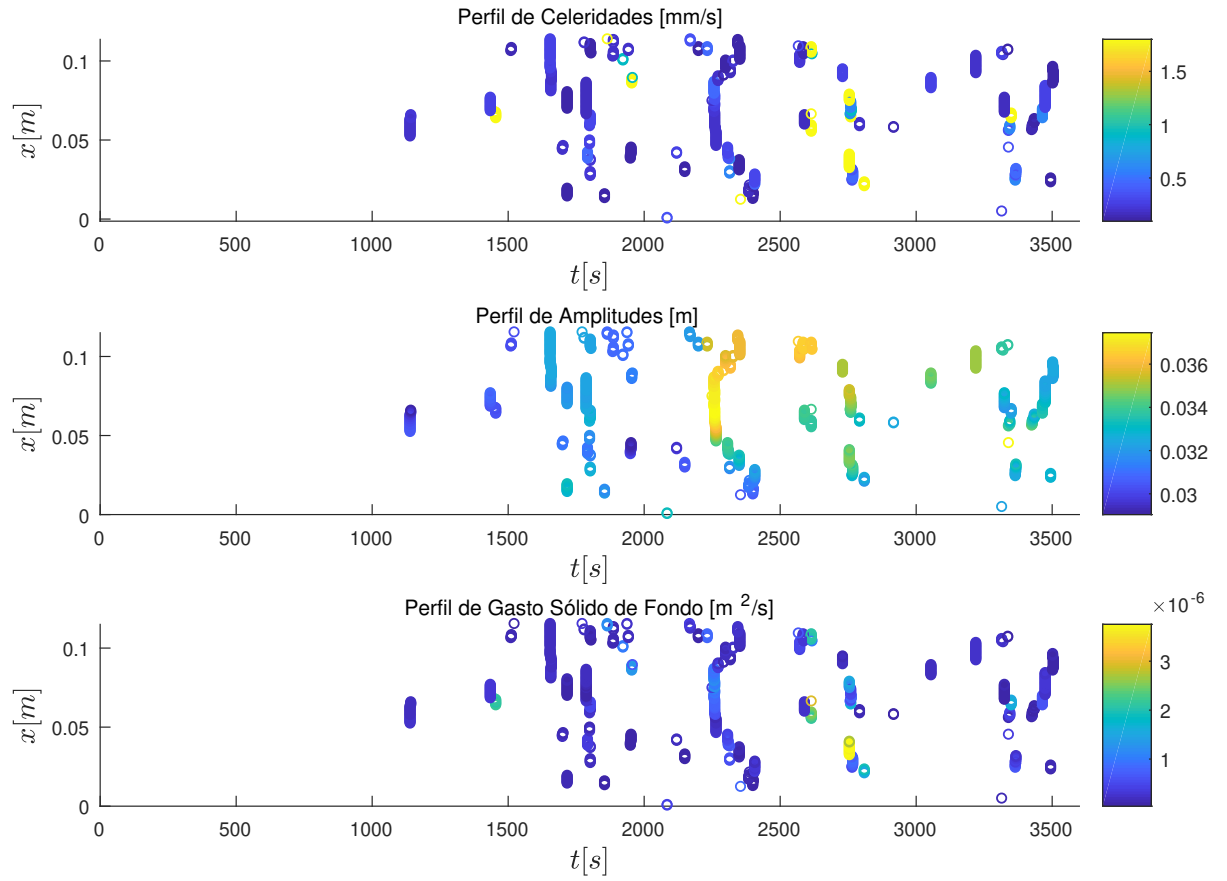 Perfil de Celeridades [mm/s]
0.1
0.05
0
x[m]
0 500 1000 1500 2000 2500 3000 3500
t[s]
1.5
1
0.5
Perfil de Amplitudes [m]
0.1
0.05
0
x[m]
0 500 1000 1500 2000 2500 3000 3500
t[s]
0.036
0.034
0.032
0.03
Perfil de Gasto Sólido de Fondo [m ²/s]
×10⁻⁶
0.1
0.05
0
x[m]
0 500 1000 1500 2000 2500 3000 3500
t[s]
3
2
1